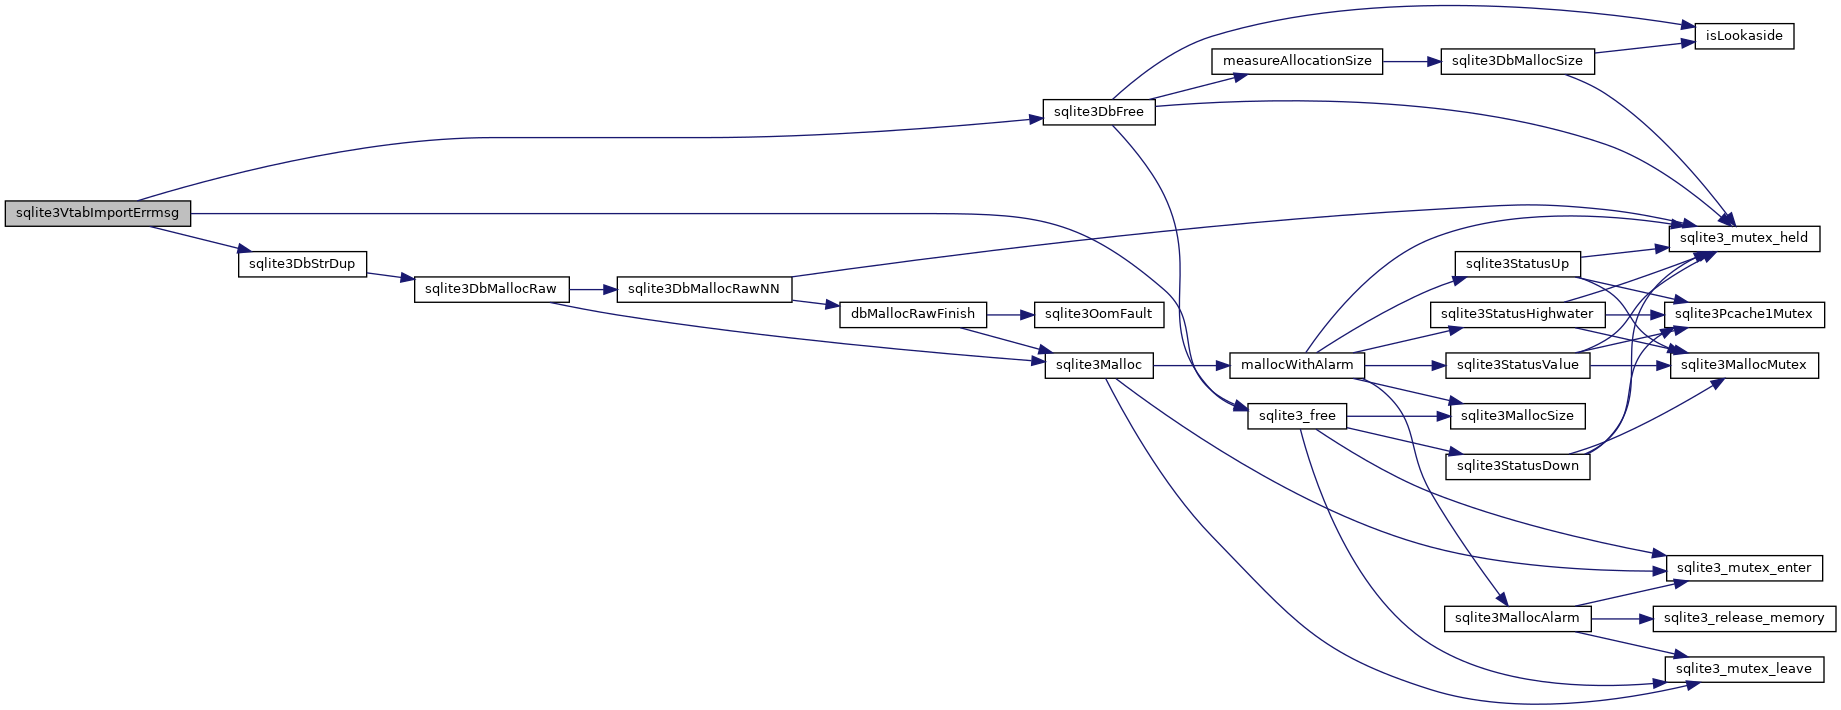 sqlite3VtabImportErrmsg
sqlite3DbStrDup
sqlite3DbMallocRaw
sqlite3DbMallocRawNN
dbMallocRawFinish
sqlite3OomFault
sqlite3DbFree
sqlite3Malloc
measureAllocationSize
mallocWithAlarm
sqlite3_free
sqlite3DbMallocSize
sqlite3StatusUp
sqlite3StatusHighwater
sqlite3StatusValue
sqlite3MallocSize
sqlite3StatusDown
sqlite3MallocAlarm
isLookaside
sqlite3_mutex_held
sqlite3Pcache1Mutex
sqlite3MallocMutex
sqlite3_mutex_enter
sqlite3_release_memory
sqlite3_mutex_leave